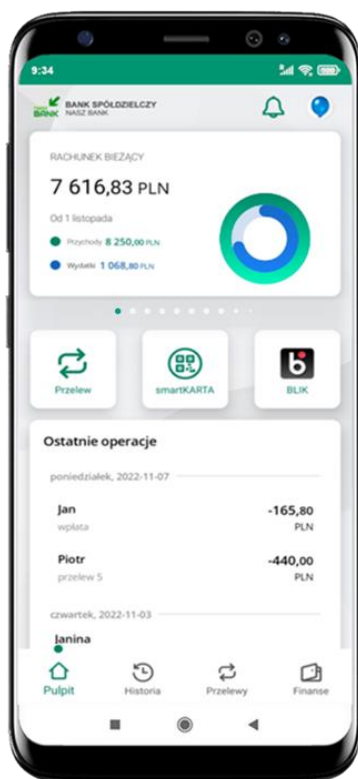 9:34
Nasz
BANK
BANK SPÓŁDZIELCZY
NASZ BANK
RACHUNEK BIEŻĄCY
7 616,83 PLN
Od 1 listopada
Przychody 8 250,00 PLN
Wydatki 1 068,80 PLN
Przelew
smartKARTA
BLIK
Ostatnie operacje
poniedziałek, 2022-11-07
Jan -165,80
wpłata PLN
Piotr -440,00
przelew 5 PLN
czwartek, 2022-11-03
Janina
Pulpit Historia Przelewy Finanse